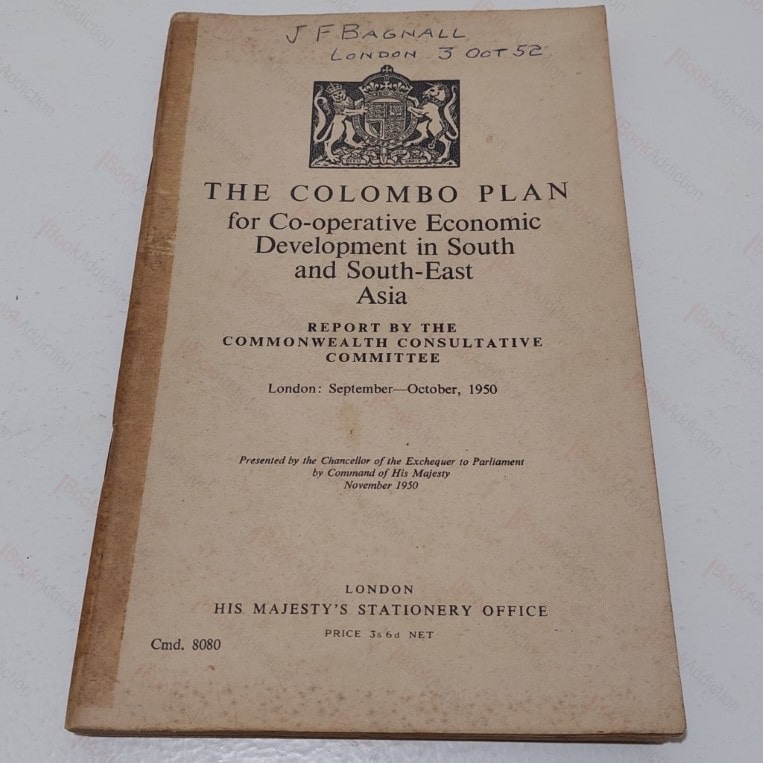 J F BAGNALL
LONDON 3 OCT 52
THE COLOMBO PLAN
for Co-operative Economic
Development in South
and South-East
Asia
REPORT BY THE
COMMONWEALTH CONSULTATIVE
COMMITTEE
London: September—October, 1950
Presented by the Chancellor of the Exchequer to Parliament
by Command of His Majesty
November 1950
LONDON
HIS MAJESTY'S STATIONERY OFFICE
PRICE 3s 6d NET
Cmd. 8080